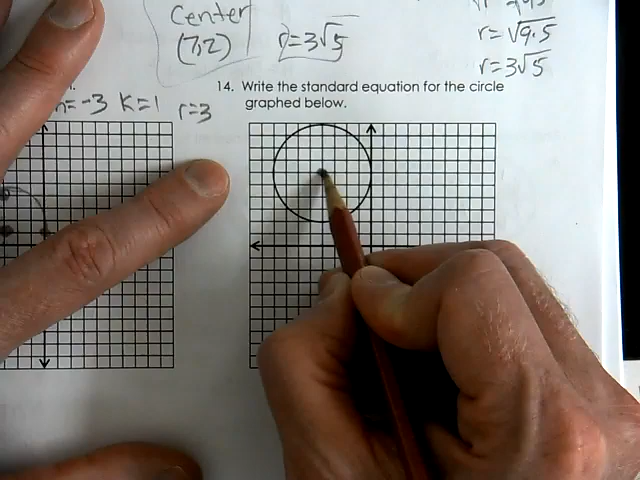 Center
(7,2) r=3√5
r=√9·5
r=3√5
14. Write the standard equation for the circle
graphed below.
=-3 K=1 r=3